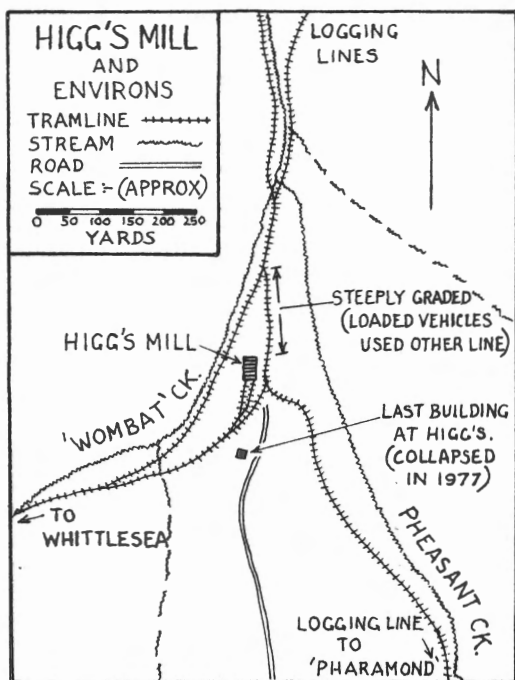 HIGG'S MILL
AND
ENVIRONS
TRAMLINE
STREAM
ROAD
SCALE:- (APPROX)
0 50 100 150 200 250
YARDS
LOGGING
LINES
N
STEEPLY GRADED
(LOADED VEHICLES
USED OTHER LINE)
HIGG'S MILL
'WOMBAT' CK.
LAST BUILDING
AT HIGG'S.
(COLLAPSED
IN 1977)
TO
WHITTLESEA
PHEASANT CK.
LOGGING LINE
TO
'PHARAMOND'